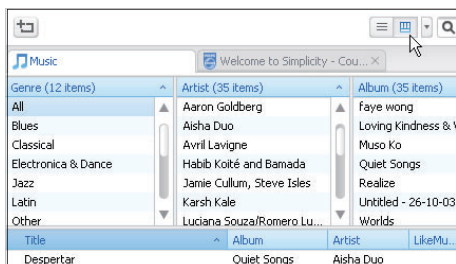 Music
Welcome to Simplicity - Cou...
Genre (12 items)
Artist (35 items)
Album (35 items)
All
Aaron Goldberg
faye wong
Blues
Aisha Duo
Loving Kindness &
Classical
Avril Lavigne
Muso Ko
Electronica & Dance
Habib Koité and Bamada
Quiet Songs
Jazz
Jamie Cullum, Steve Isles
Realize
Latin
Karsh Kale
Untitled - 26-10-03
Other
Luciana Souza/Romero Lu...
Worlds
Title
Album
Artist
LikeMu...
Despertar
Quiet Songs
Aisha Duo